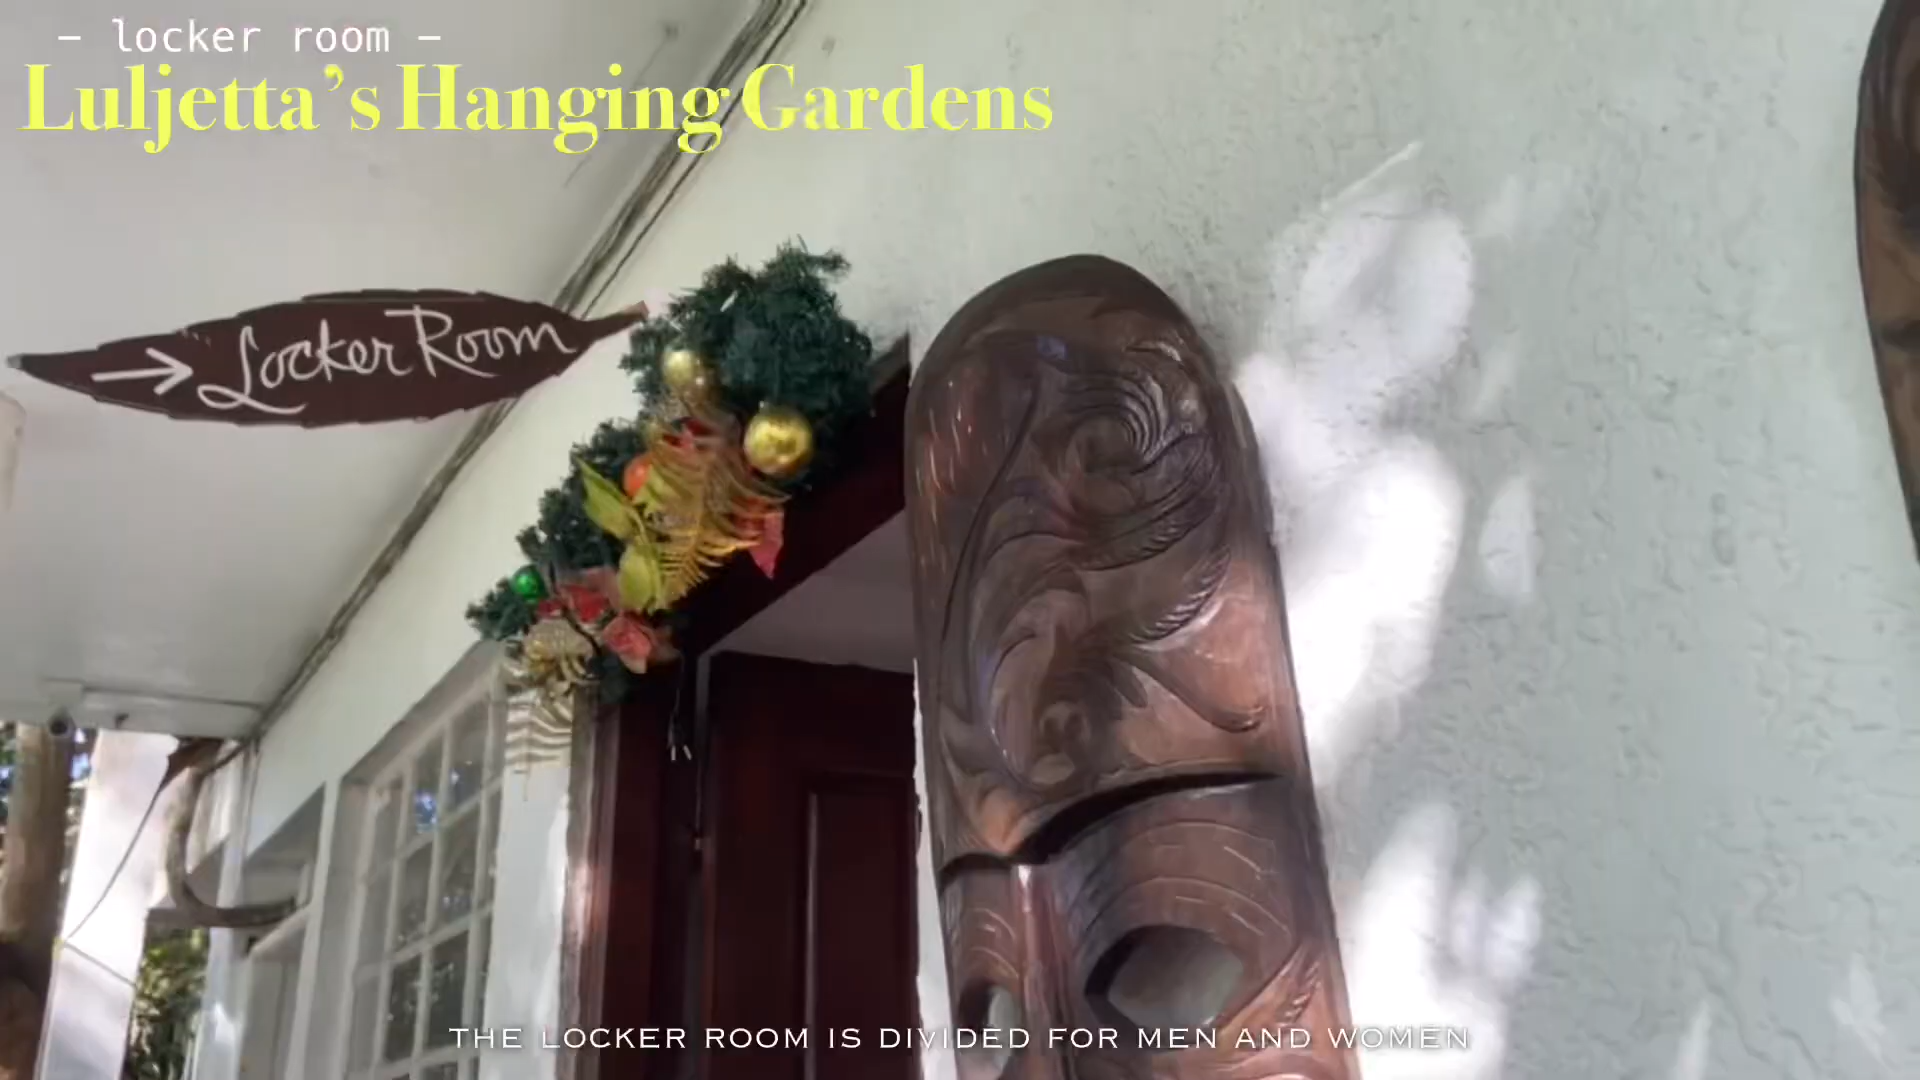 – locker room –
Luljetta's Hanging Gardens
→ Locker Room
THE LOCKER ROOM IS DIVIDED FOR MEN AND WOMEN